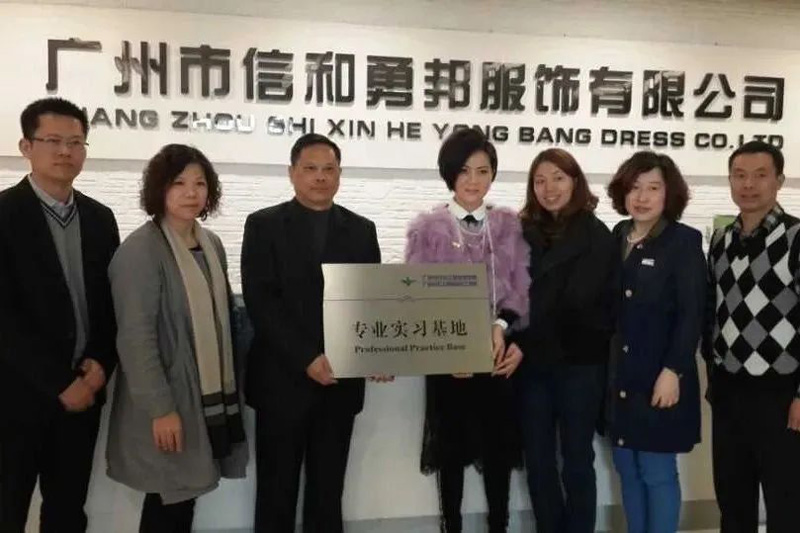 广州市信和勇邦服饰有限公司
GUANG ZHOU SHI XIN HE YONG BANG DRESS CO.LTD
专业实习基地
Professional Practice Base